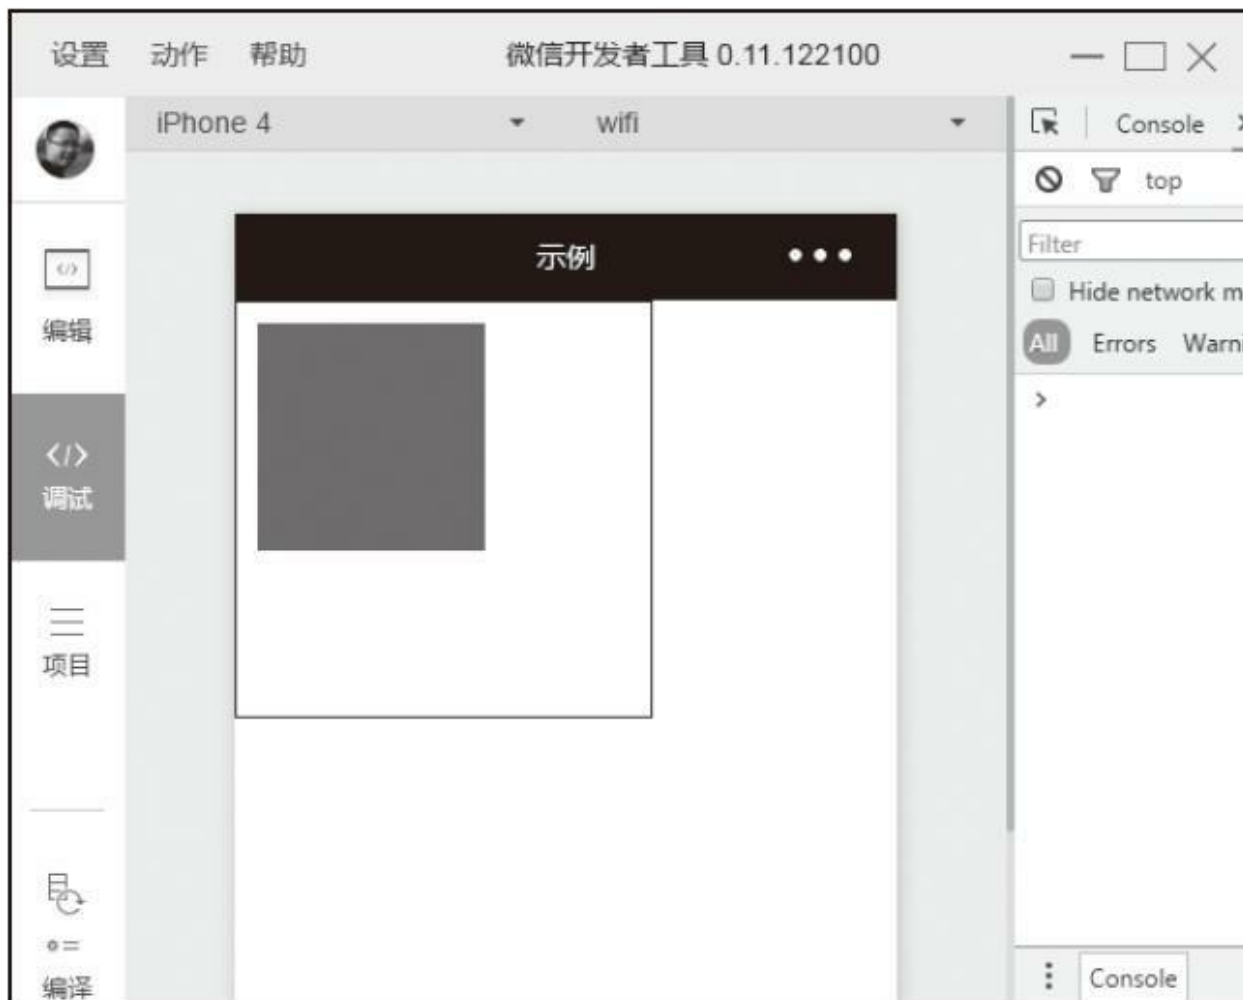 设置 动作 帮助 微信开发者工具 0.11.122100
iPhone 4 wifi
Console
top
示例
Filter
编辑
Hide network m
All Errors Warni
调试
项目
编译
Console